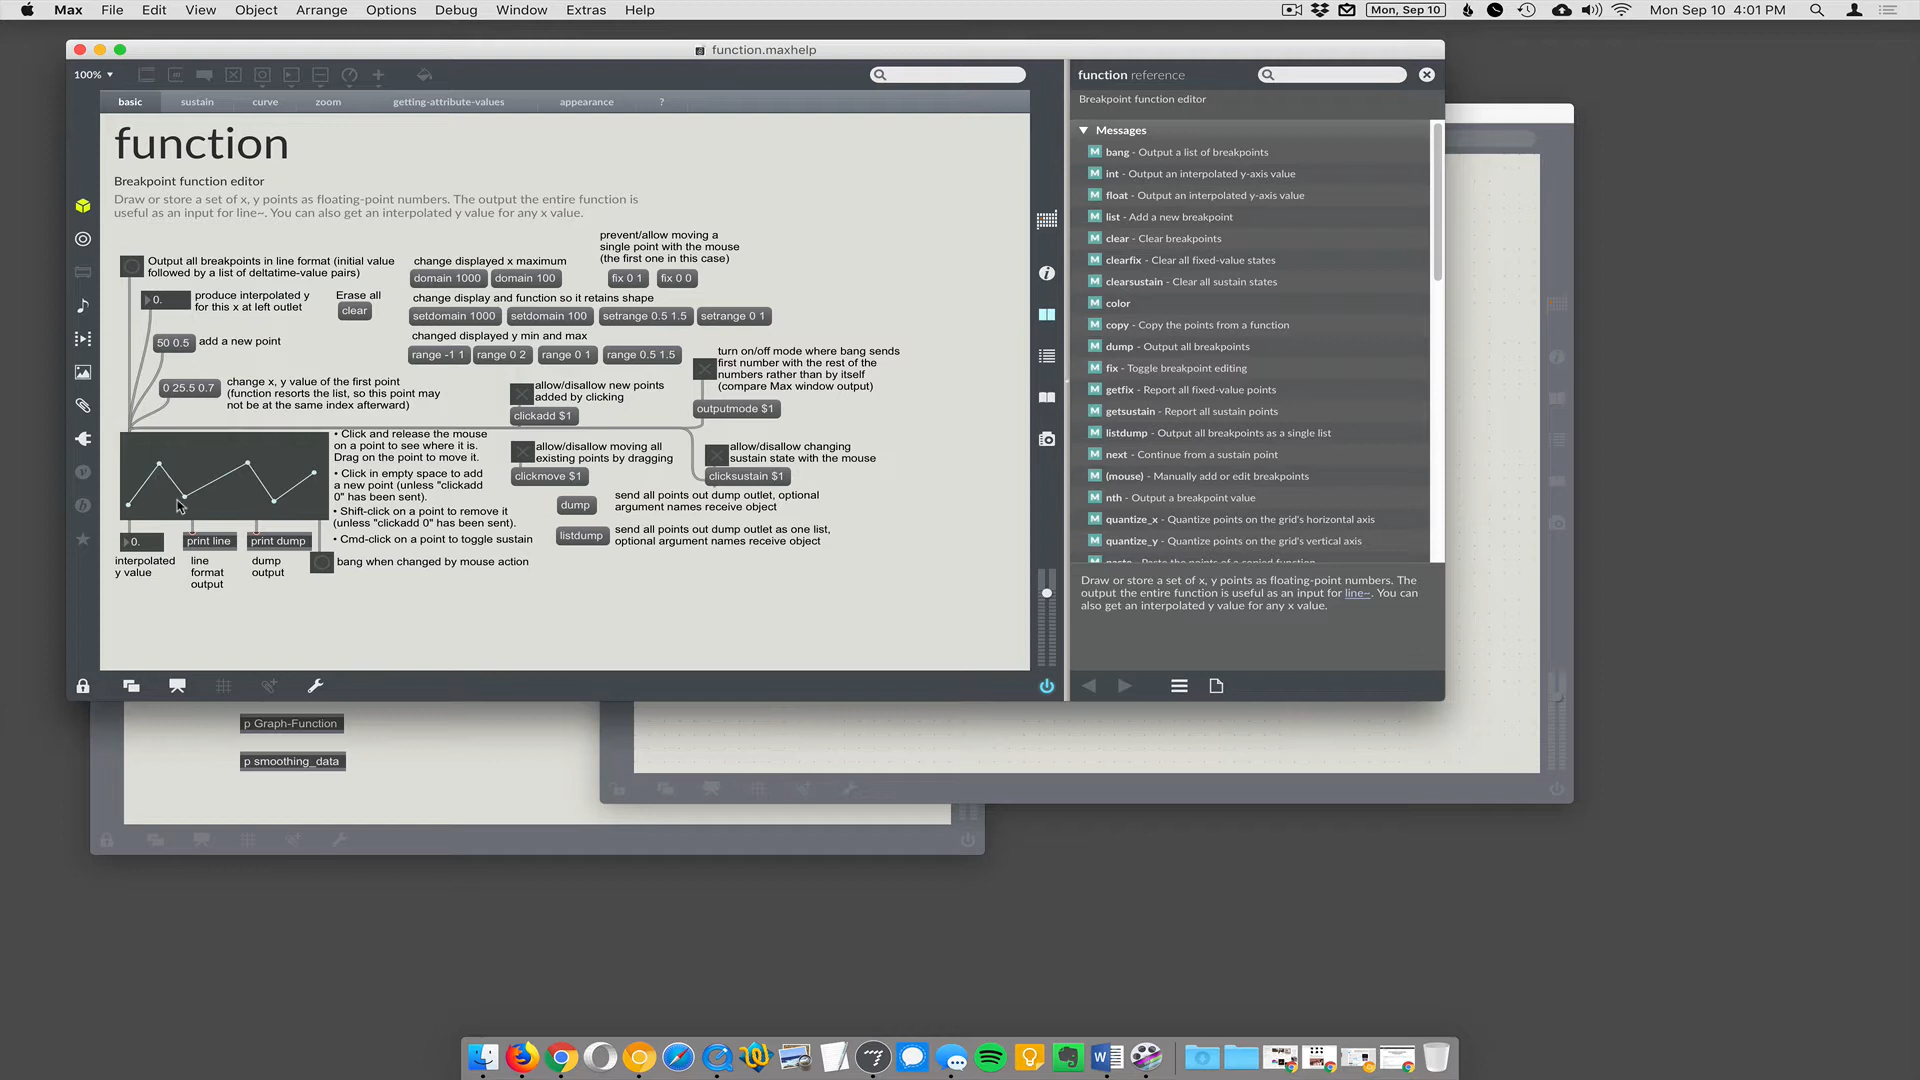 Max File Edit View Object Arrange Options Debug Window Extras Help
Mon, Sep 10
Mon Sep 10 4:01 PM
function.maxhelp
100%
basic sustain curve zoom getting-attribute-values appearance ?
function
Breakpoint function editor
Draw or store a set of x, y points as floating-point numbers. The output the entire function is
useful as an input for line~. You can also get an interpolated y value for any x value.
Output all breakpoints in line format (initial value
followed by a list of deltatime-value pairs)
0.
produce interpolated y
for this x at left outlet
Erase all
clear
50 0.5
add a new point
0 25.5 0.7
change x, y value of the first point
(function resorts the list, so this point may
not be at the same index afterward)
change displayed x maximum
domain 1000 domain 100
prevent/allow moving a
single point with the mouse
(the first one in this case)
fix 0 1 fix 0 0
change display and function so it retains shape
setdomain 1000 setdomain 100 setrange 0.5 1.5 setrange 0 1
changed displayed y min and max
range -1 1 range 0 2 range 0 1 range 0.5 1.5
turn on/off mode where bang sends
first number with the rest of the
numbers rather than by itself
(compare Max window output)
outputmode $1
allow/disallow new points
added by clicking
clickadd $1
allow/disallow moving all
existing points by dragging
clickmove $1
allow/disallow changing
sustain state with the mouse
clicksustain $1
dump
send all points out dump outlet, optional
argument names receive object
listdump
send all points out dump outlet as one list,
optional argument names receive object
• Click and release the mouse
on a point to see where it is.
Drag on the point to move it.
• Click in empty space to add
a new point (unless "clickadd
0" has been sent).
• Shift-click on a point to remove it
(unless "clickadd 0" has been sent).
• Cmd-click on a point to toggle sustain
0.
print line
print dump
interpolated
y value
line
format
output
dump
output
bang when changed by mouse action
function reference
Breakpoint function editor
Messages
M bang - Output a list of breakpoints
M int - Output an interpolated y-axis value
M float - Output an interpolated y-axis value
M list - Add a new breakpoint
M clear - Clear breakpoints
M clearfix - Clear all fixed-value states
M clearsustain - Clear all sustain states
M color
M copy - Copy the points from a function
M dump - Output all breakpoints
M fix - Toggle breakpoint editing
M getfix - Report all fixed-value points
M getsustain - Report all sustain points
M listdump - Output all breakpoints as a single list
M next - Continue from a sustain point
M (mouse) - Manually add or edit breakpoints
M nth - Output a breakpoint value
M quantize_x - Quantize points on the grid's horizontal axis
M quantize_y - Quantize points on the grid's vertical axis
Draw or store a set of x, y points as floating-point numbers. The
output the entire function is useful as an input for line~. You can
also get an interpolated y value for any x value.
p Graph-Function
p smoothing_data